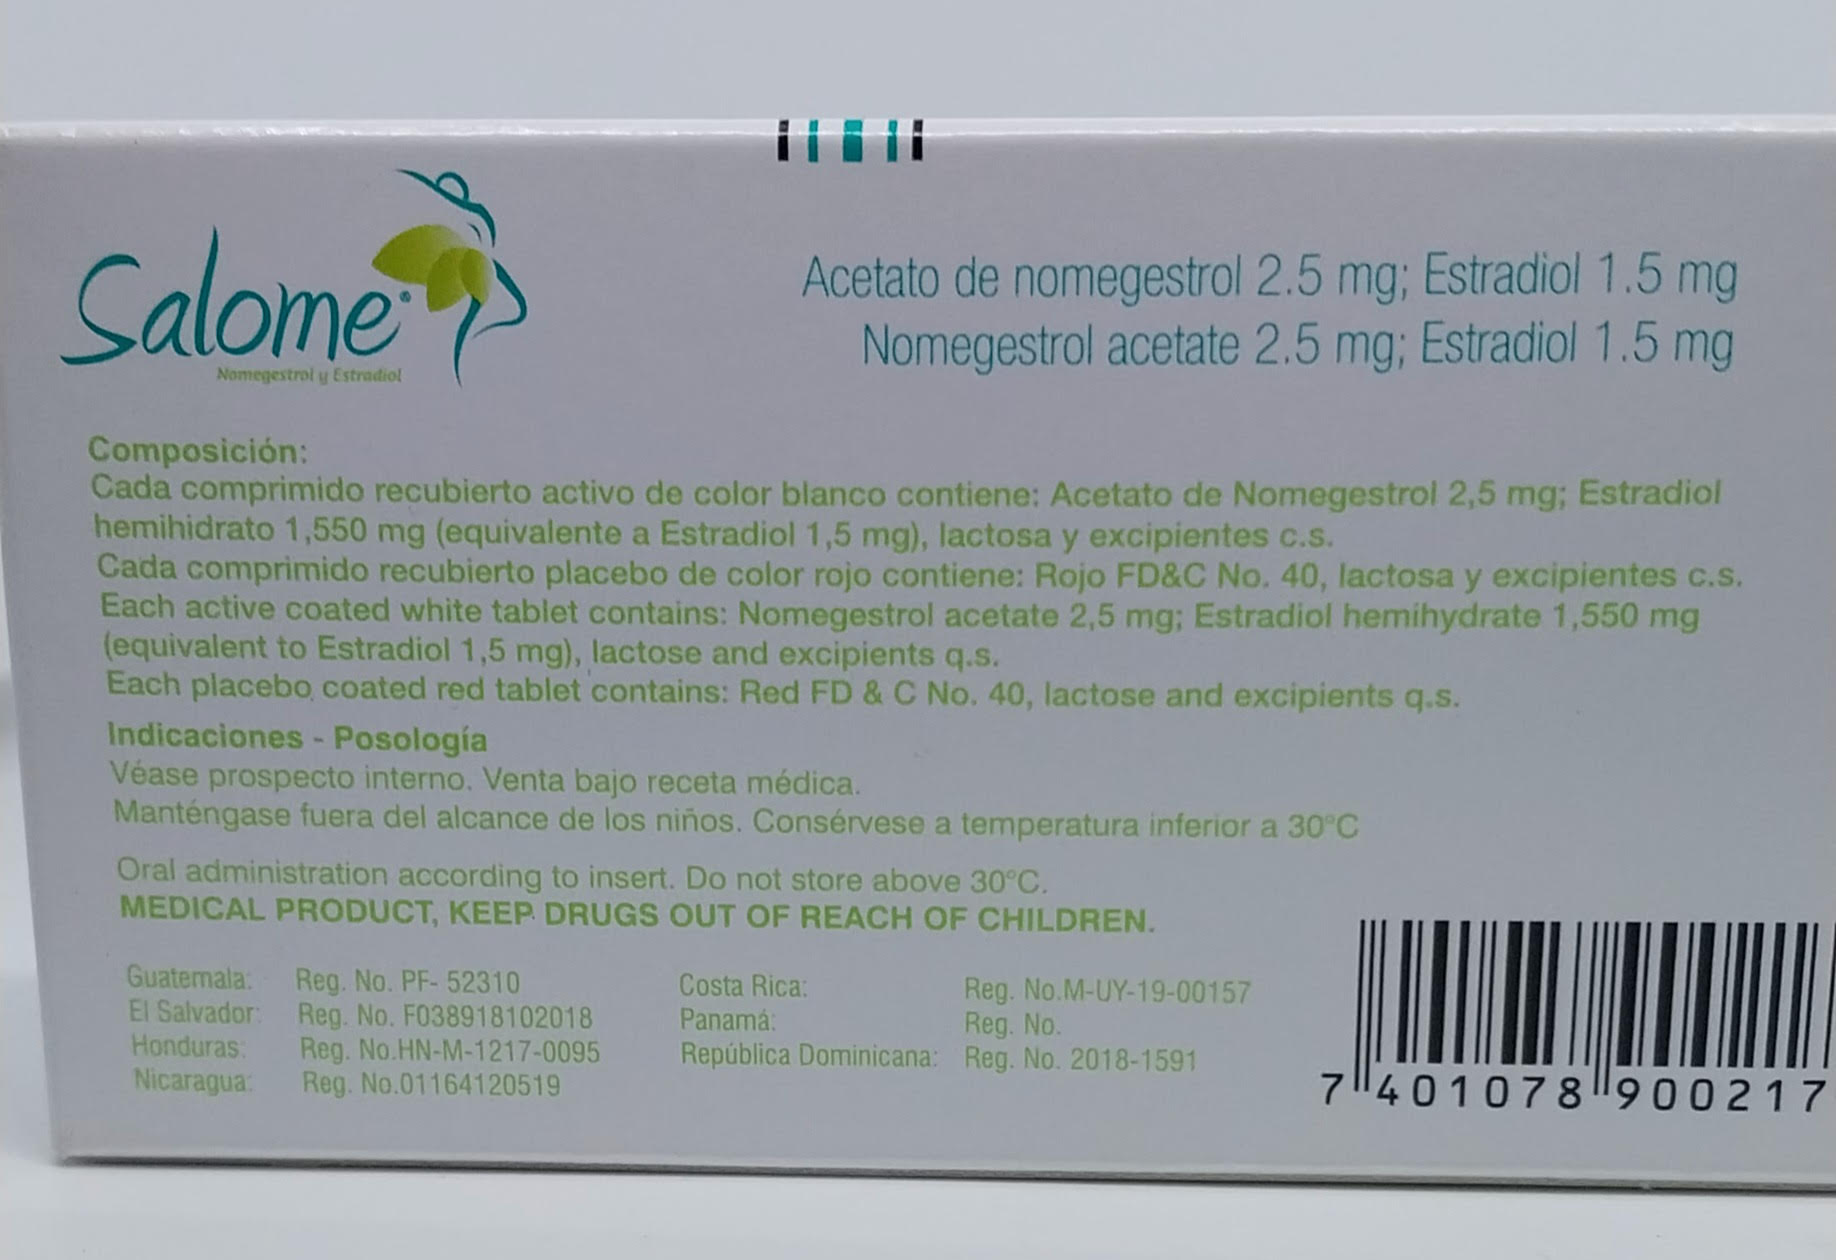 Salome
Nomegestrol y Estradiol
Acetato de nomegestrol 2.5 mg; Estradiol 1.5 mg
Nomegestrol acetate 2.5 mg; Estradiol 1.5 mg
Composición:
Cada comprimido recubierto activo de color blanco contiene: Acetato de Nomegestrol 2,5 mg; Estradiol
hemihidrato 1,550 mg (equivalente a Estradiol 1,5 mg), lactosa y excipientes c.s.
Cada comprimido recubierto placebo de color rojo contiene: Rojo FD&C No. 40, lactosa y excipientes c.s.
Each active coated white tablet contains: Nomegestrol acetate 2,5 mg; Estradiol hemihydrate 1,550 mg
(equivalent to Estradiol 1,5 mg), lactose and excipients q.s.
Each placebo coated red tablet contains: Red FD & C No. 40, lactose and excipients q.s.
Indicaciones - Posología
Véase prospecto interno. Venta bajo receta médica.
Manténgase fuera del alcance de los niños. Consérvese a temperatura inferior a 30°C
Oral administration according to insert. Do not store above 30°C.
MEDICAL PRODUCT, KEEP DRUGS OUT OF REACH OF CHILDREN.
Guatemala: Reg. No. PF- 52310
El Salvador: Reg. No. F038918102018
Honduras: Reg. No.HN-M-1217-0095
Nicaragua: Reg. No.01164120519
Costa Rica: Reg. No.M-UY-19-00157
Panamá: Reg. No.
República Dominicana: Reg. No. 2018-1591
7 401078 900217